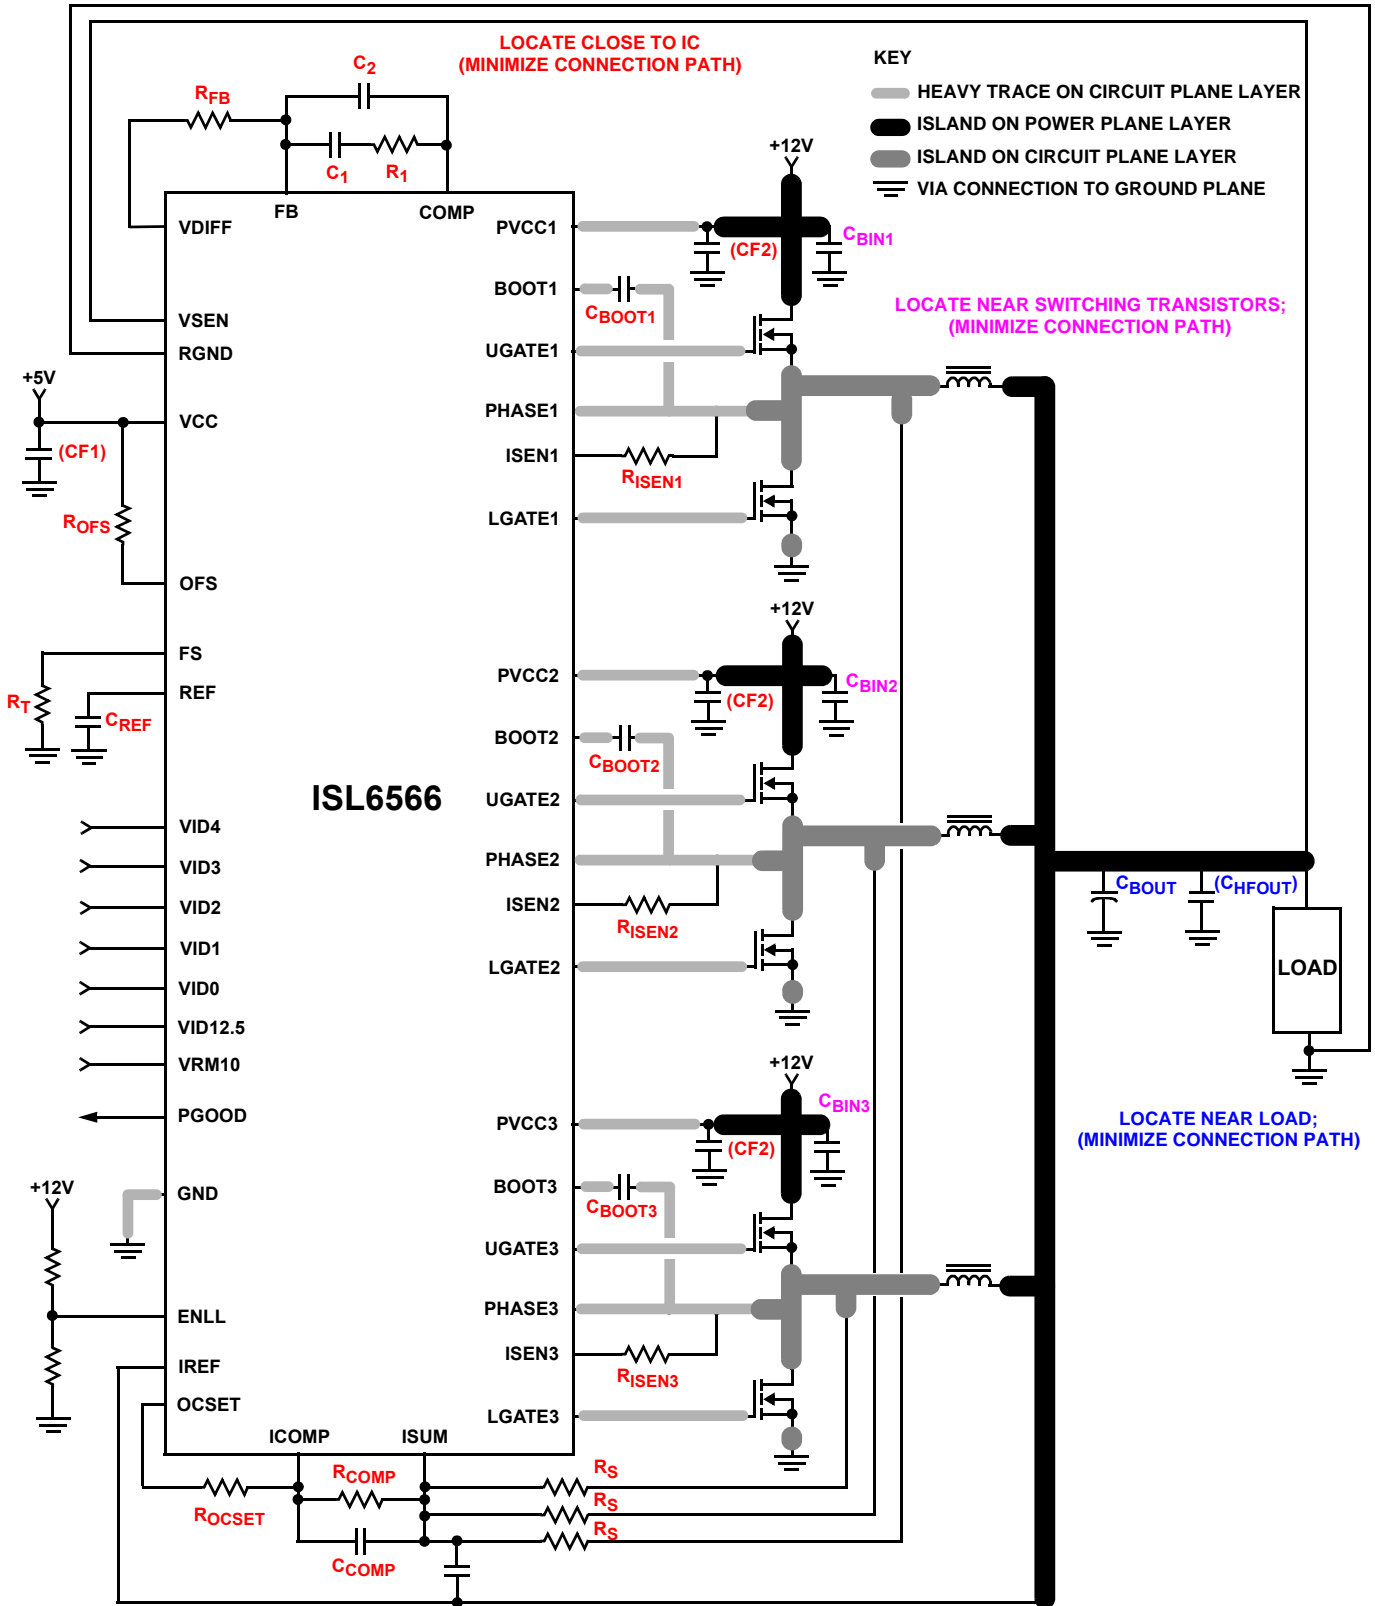 LOCATE CLOSE TO IC
(MINIMIZE CONNECTION PATH)
KEY
HEAVY TRACE ON CIRCUIT PLANE LAYER
ISLAND ON POWER PLANE LAYER
ISLAND ON CIRCUIT PLANE LAYER
VIA CONNECTION TO GROUND PLANE
C2
RFB
C1
R1
+12V
FB
COMP
VDIFF
PVCC1
(CF2)
CBIN1
BOOT1
CBOOT1
LOCATE NEAR SWITCHING TRANSISTORS;
(MINIMIZE CONNECTION PATH)
VSEN
RGND
UGATE1
+5V
VCC
PHASE1
(CF1)
ISEN1
RISEN1
ROFS
LGATE1
OFS
+12V
FS
REF
RT
CREF
PVCC2
(CF2)
CBIN2
BOOT2
CBOOT2
ISL6566
UGATE2
VID4
VID3
PHASE2
CBOUT
(CHFOUT)
VID2
ISEN2
RISEN2
VID1
LGATE2
LOAD
VID0
VID12.5
VRM10
+12V
CBIN3
PGOOD
PVCC3
(CF2)
LOCATE NEAR LOAD;
(MINIMIZE CONNECTION PATH)
+12V
GND
BOOT3
CBOOT3
UGATE3
ENLL
PHASE3
IREF
ISEN3
RISEN3
OCSET
LGATE3
ICOMP
ISUM
RCOMP
RS
ROCSET
RS
RS
CCOMP